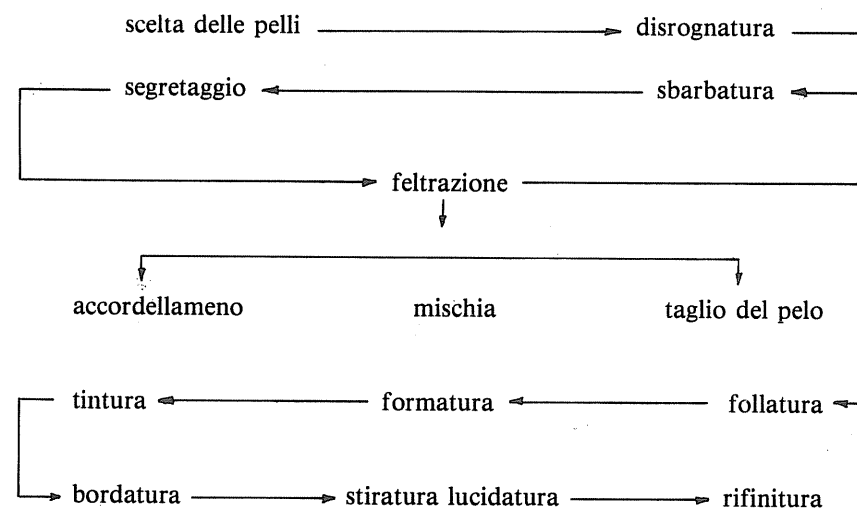 scelta delle pelli disrognatura
segretaggio sbarbatura
feltrazione
accordellameno mischia taglio del pelo
tintura formatura follatura
bordatura stiratura lucidatura rifinitura